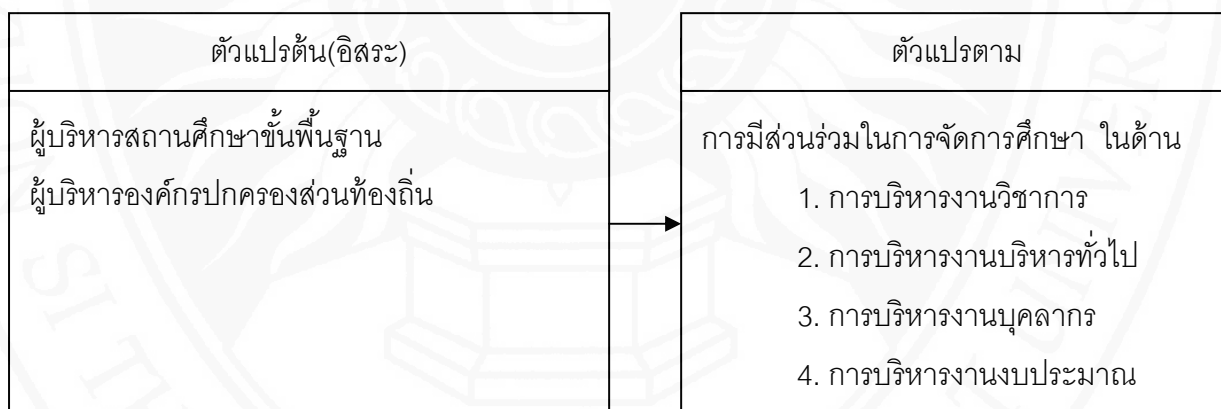 ตัวแปรต้น(อิสระ)
ผู้บริหารสถานศึกษาขั้นพื้นฐาน
ผู้บริหารองค์กรปกครองส่วนท้องถิ่น
ตัวแปรตาม
การมีส่วนร่วมในการจัดการศึกษา ในด้าน
1. การบริหารงานวิชาการ
2. การบริหารงานบริหารทั่วไป
3. การบริหารงานบุคลากร
4. การบริหารงานงบประมาณ